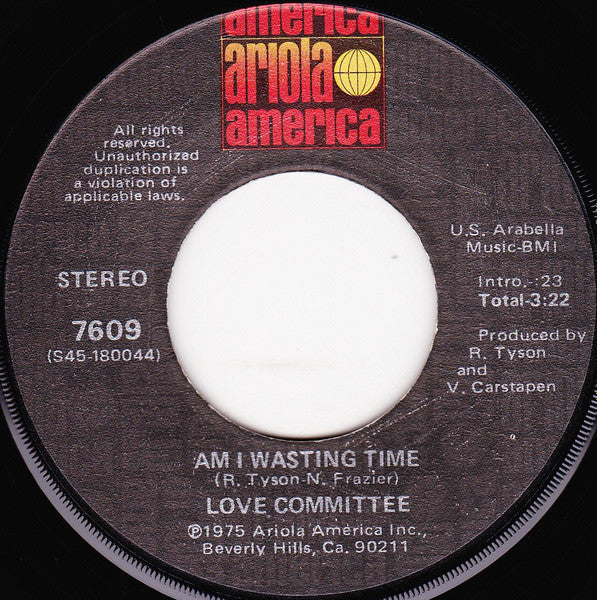 america
ariola
america
All rights
reserved.
Unauthorized
duplication is
a violation of
applicable laws.
U.S. Arabella
Music-BMI
STEREO
Intro.-:23
Total-3:22
7609
(S45-180044)
Produced by
R. Tyson
and
V. Carstapen
AM I WASTING TIME
(R. Tyson-N. Frazier)
LOVE COMMITTEE
℗1975 Ariola America Inc.,
Beverly Hills, Ca. 90211